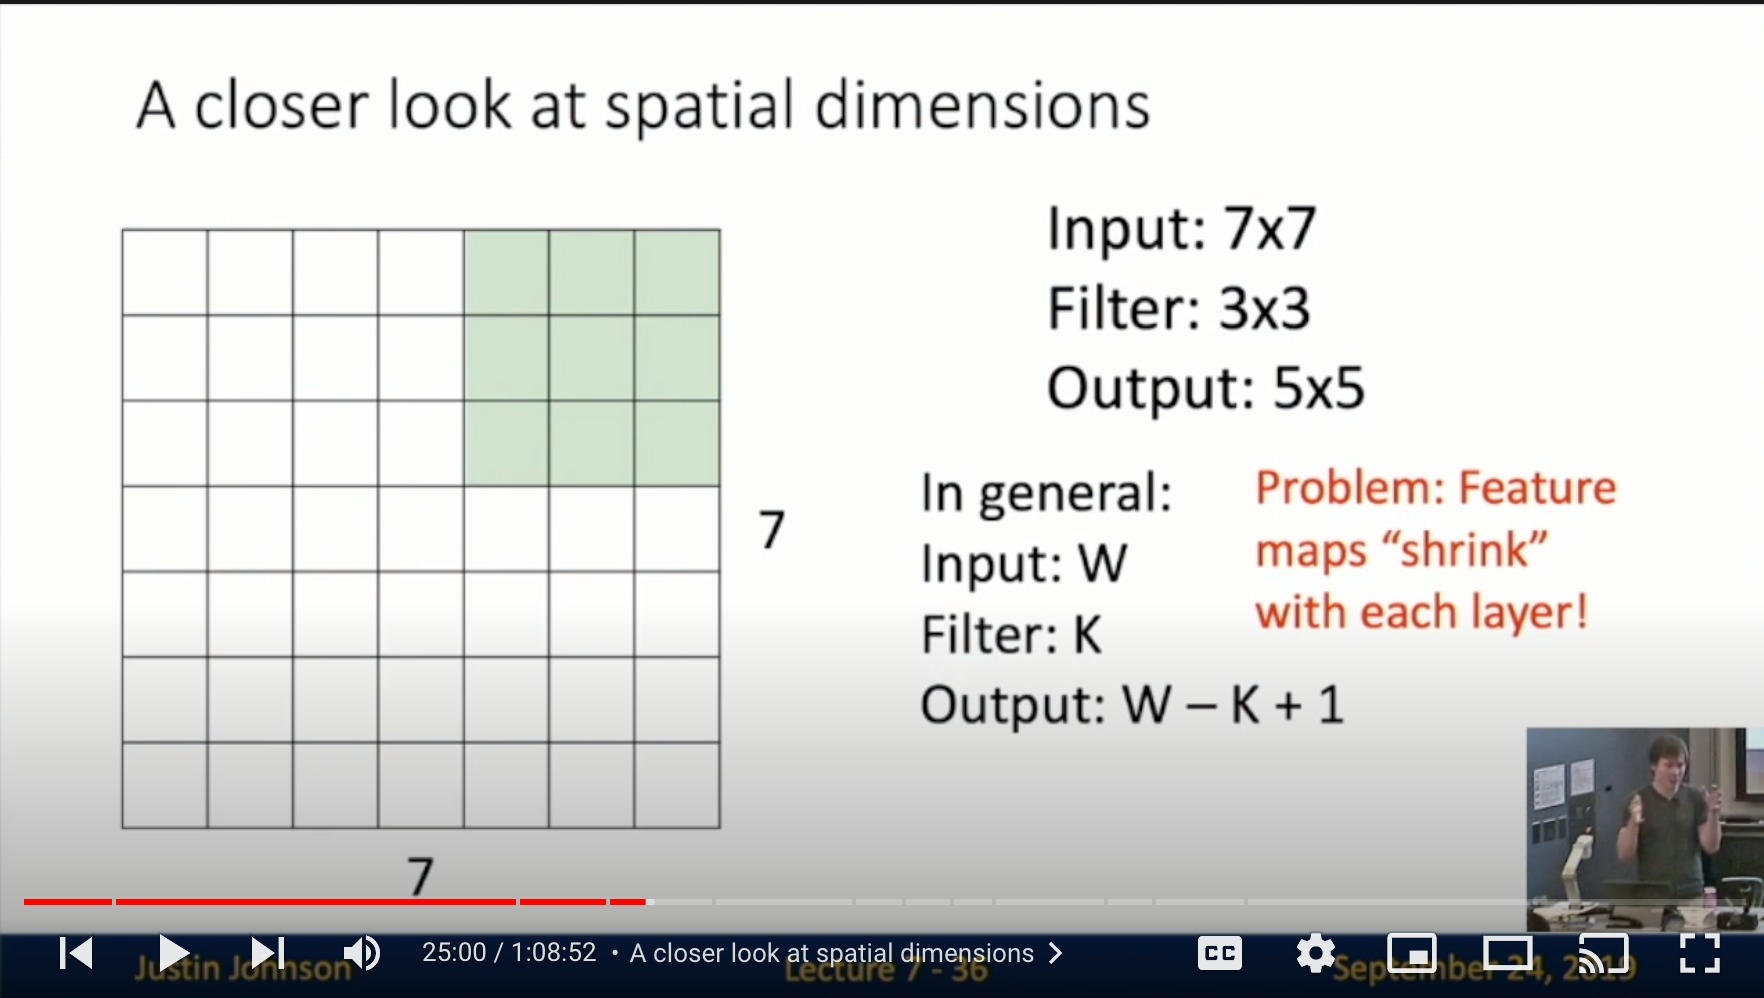 A closer look at spatial dimensions
Input: 7x7
Filter: 3x3
Output: 5x5
In general:
Input: W
Filter: K
Output: W – K + 1
Problem: Feature
maps “shrink”
with each layer!
7
7
25:00 / 1:08:52 • A closer look at spatial dimensions
CC
Justin Johnson
Lecture 7 - 36
September 24, 2019